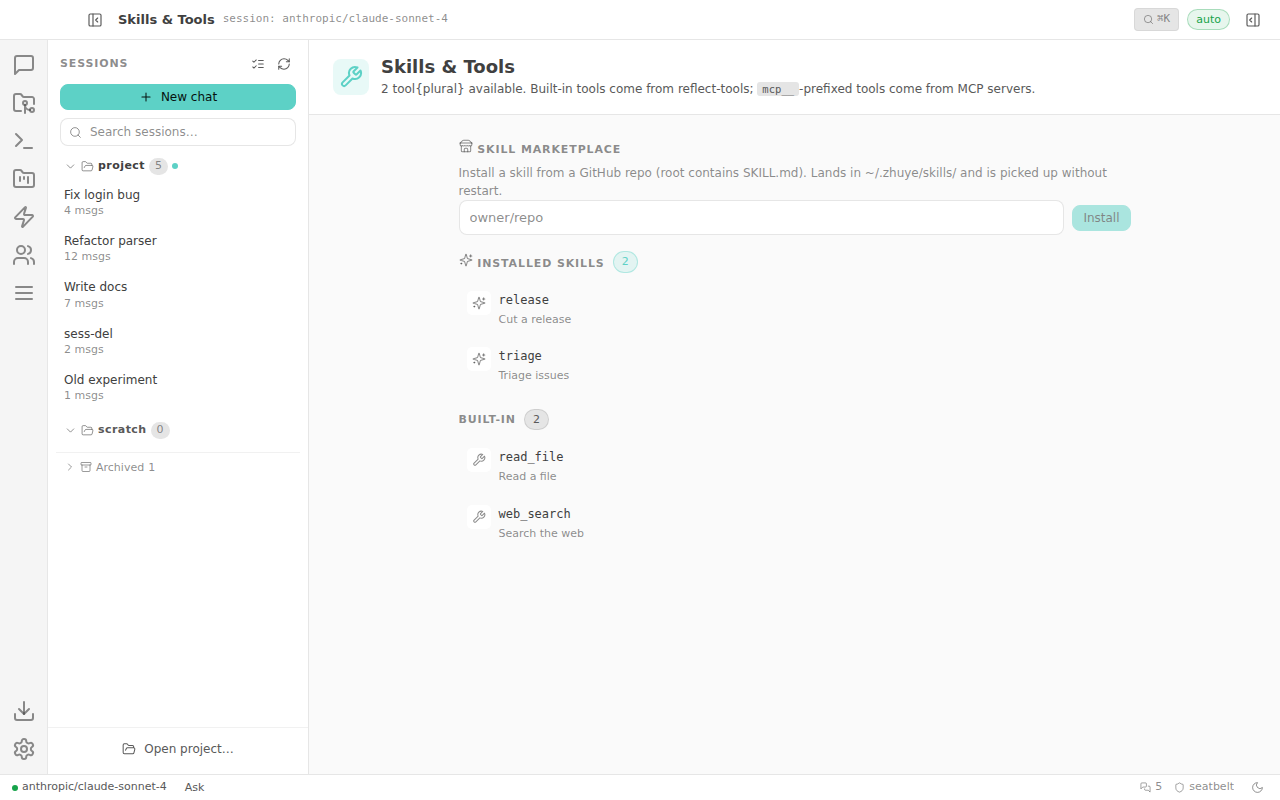 Skills & Tools session: anthropic/claude-sonnet-4
⌘K
auto
SESSIONS
New chat
Search sessions...
project 5
Fix login bug
4 msgs
Refactor parser
12 msgs
Write docs
7 msgs
sess-del
2 msgs
Old experiment
1 msgs
scratch 0
Archived 1
Open project...
Skills & Tools
2 tool{plural} available. Built-in tools come from reflect-tools; mcp__-prefixed tools come from MCP servers.
SKILL MARKETPLACE
Install a skill from a GitHub repo (root contains SKILL.md). Lands in ~/.zhuye/skills/ and is picked up without
restart.
owner/repo
Install
INSTALLED SKILLS 2
release
Cut a release
triage
Triage issues
BUILT-IN 2
read_file
Read a file
web_search
Search the web
anthropic/claude-sonnet-4 Ask
5 seatbelt